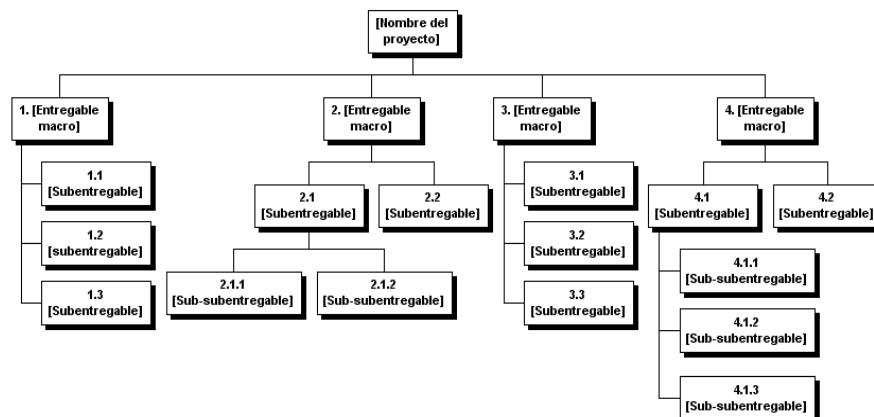 [Nombre del
proyecto]
1. [Entregable
macro]
2. [Entregable
macro]
3. [Entregable
macro]
4. [Entregable
macro]
1.1
[Subentregable]
1.2
[subentregable]
1.3
[Subentregable]
2.1
[Subentregable]
2.2
[Subentregable]
2.1.1
[Sub-subentregable]
2.1.2
[Sub-subentregable]
3.1
[Subentregable]
3.2
[Subentregable]
3.3
[Subentregable]
4.1
[Subentregable]
4.2
[Subentregable]
4.1.1
[Sub-subentregable]
4.1.2
[Sub-subentregable]
4.1.3
[Sub-subentregable]